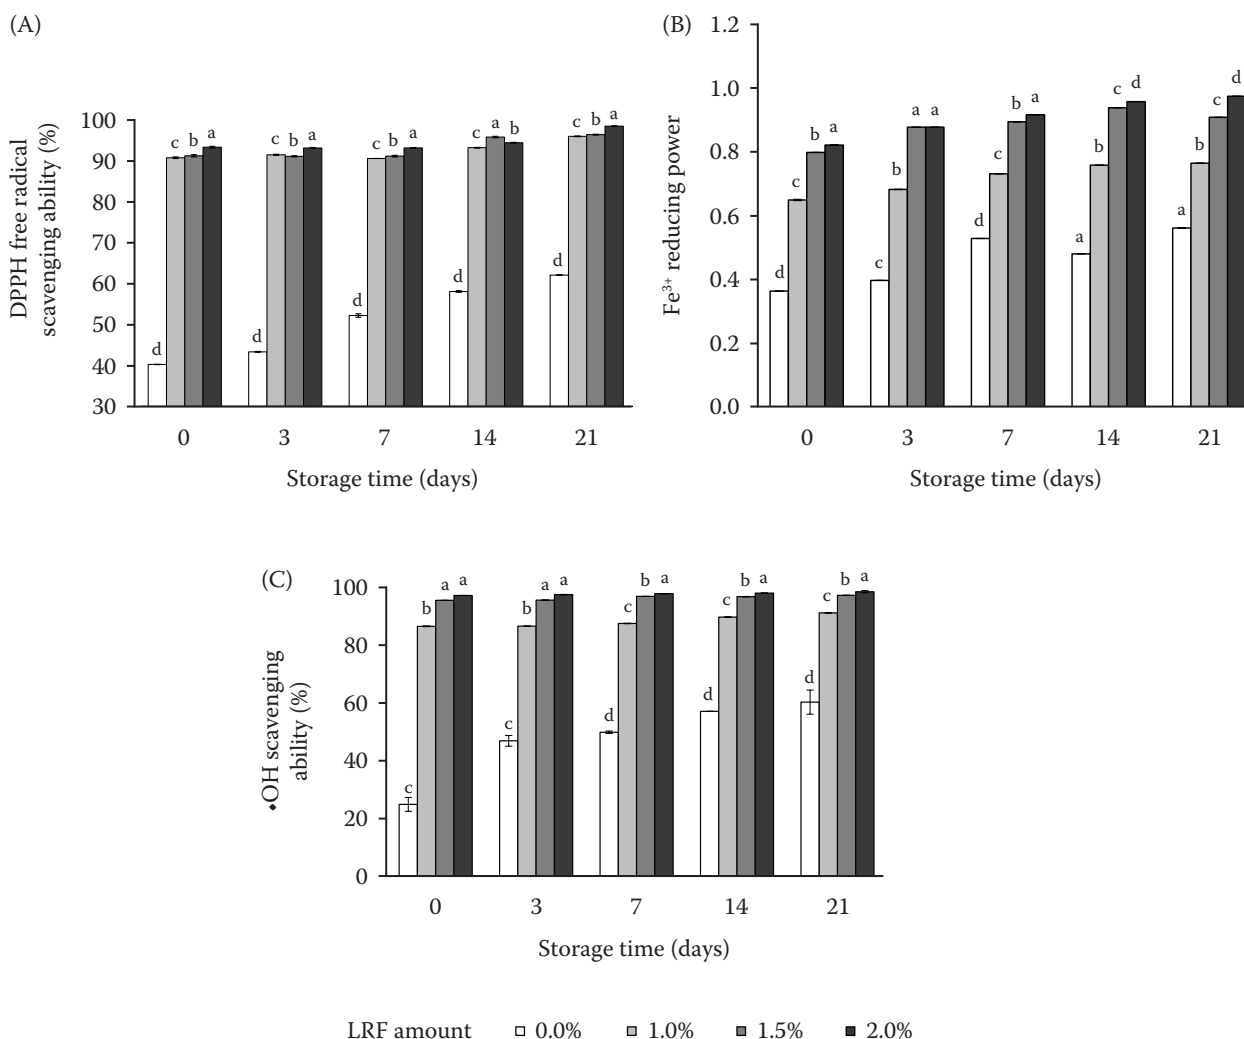 (A)
DPPH free radical
scavenging ability (%)
100
90
80
70
60
50
40
30
d c b a
d c b a
d c b a
d c a b
d c b a
0 3 7 14 21
Storage time (days)
(B)
Fe³⁺ reducing power
1.2
1.0
0.8
0.6
0.4
0.2
0.0
d c b a
c b a a
d c b a
a b c d
a b c d
0 3 7 14 21
Storage time (days)
(C)
•OH scavenging
ability (%)
100
80
60
40
20
0
c b a a
c b a a
d c b a
d c b a
d c b a
0 3 7 14 21
Storage time (days)
LRF amount 0.0% 1.0% 1.5% 2.0%